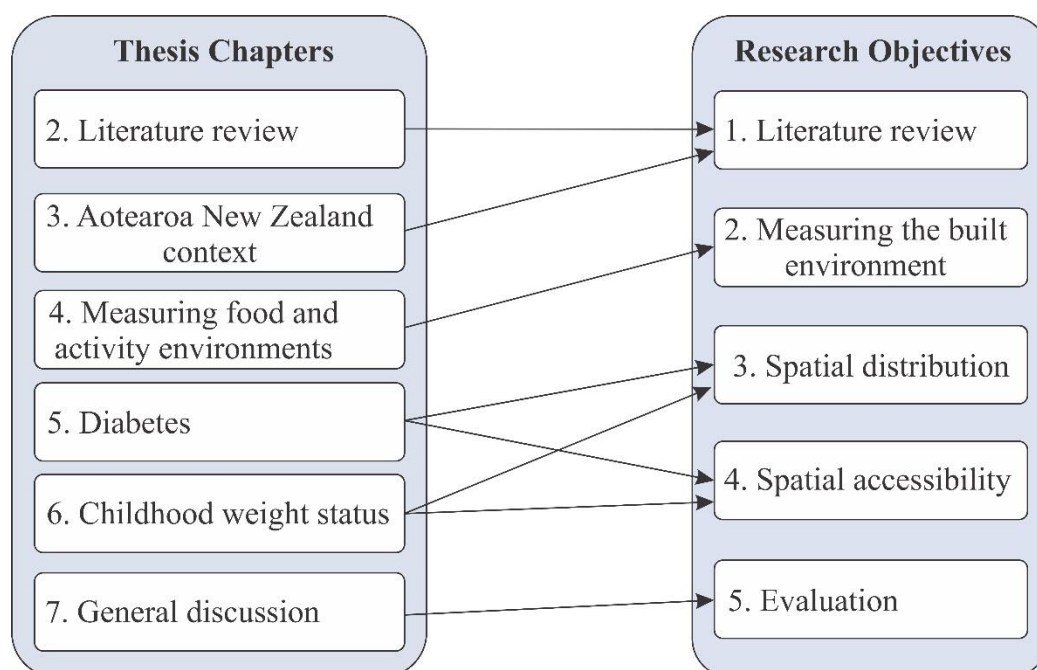 Thesis Chapters
2. Literature review
3. Aotearoa New Zealand
context
4. Measuring food and
activity environments
5. Diabetes
6. Childhood weight status
7. General discussion
Research Objectives
1. Literature review
2. Measuring the built
environment
3. Spatial distribution
4. Spatial accessibility
5. Evaluation